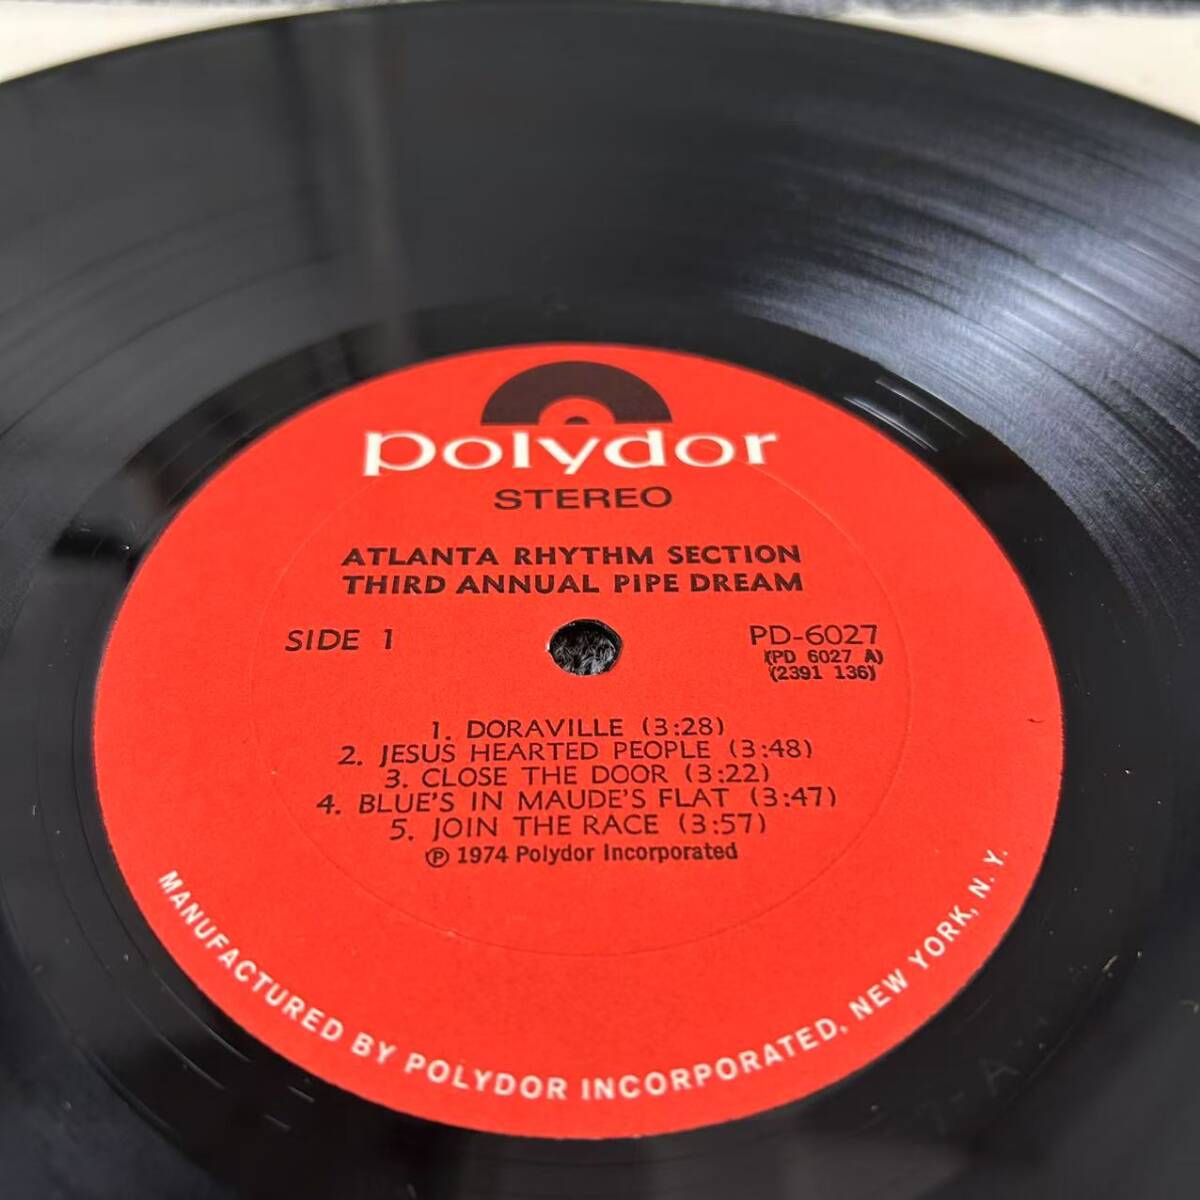 polydor
STEREO
ATLANTA RHYTHM SECTION
THIRD ANNUAL PIPE DREAM
SIDE 1
PD-6027
(PD 6027 A)
(2391 136)
1. DORAVILLE (3:28)
2. JESUS HEARTED PEOPLE (3:48)
3. CLOSE THE DOOR (3:22)
4. BLUE'S IN MAUDE'S FLAT (3:47)
5. JOIN THE RACE (3:57)
Ⓟ 1974 Polydor Incorporated
MANUFACTURED BY POLYDOR INCORPORATED, NEW YORK, N. Y.